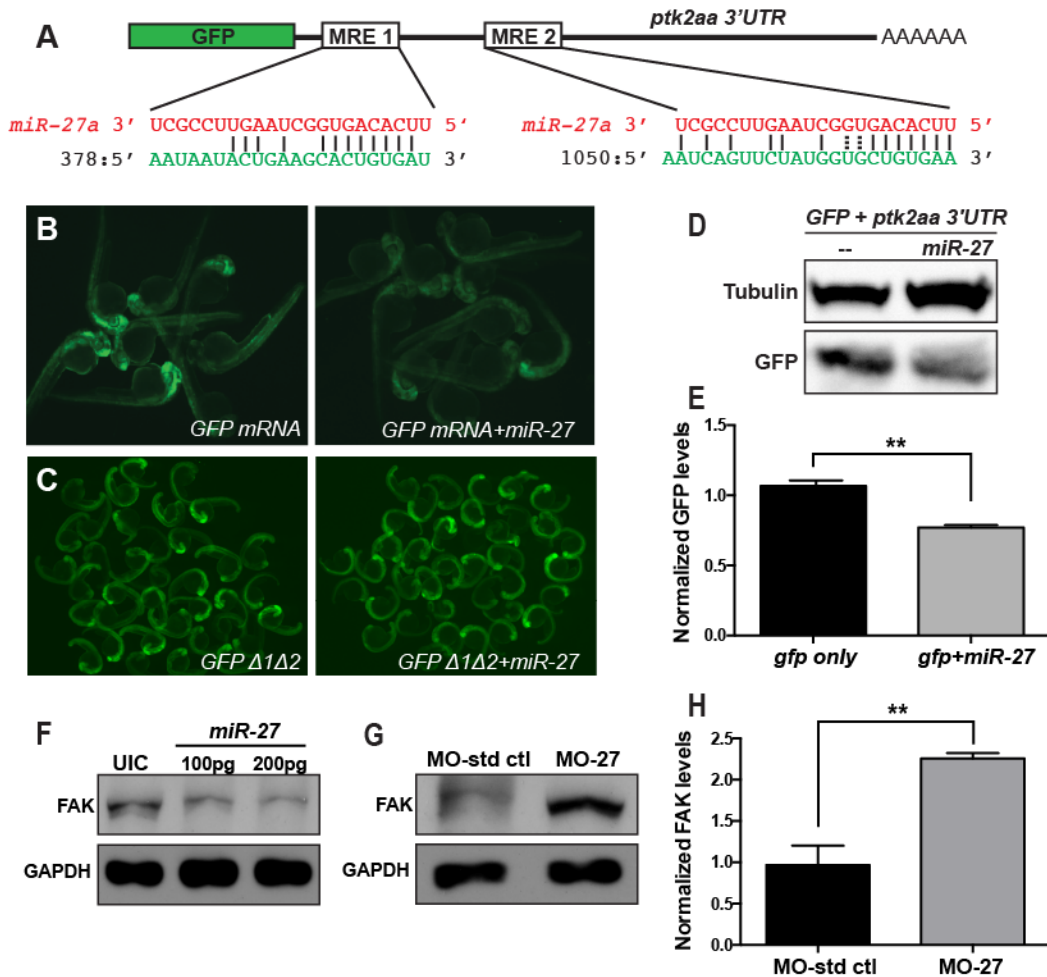 A
GFP
MRE 1
MRE 2
ptk2aa 3'UTR
AAAAAA
miR-27a 3' UCGCCUUGAAUCGGUGACACUU 5'
378:5' AAUAAUACUGAAGCACUGUGAU 3'
miR-27a 3' UCGCCUUGAAUCGGUGACACUU 5'
1050:5' AAUCAGUUCUAUGGUGCUGUGAA 3'
B
GFP mRNA
GFP mRNA+miR-27
C
GFP Δ1Δ2
GFP Δ1Δ2+miR-27
D
GFP + ptk2aa 3'UTR
-- miR-27
Tubulin
GFP
E
Normalized GFP levels
1.5
1.0
0.5
0.0
**
gfp only
gfp+miR-27
F
miR-27
UIC 100pg 200pg
FAK
GAPDH
G
MO-std ctl MO-27
FAK
GAPDH
H
Normalized FAK levels
2.5
2.0
1.5
1.0
0.5
0.0
**
MO-std ctl
MO-27